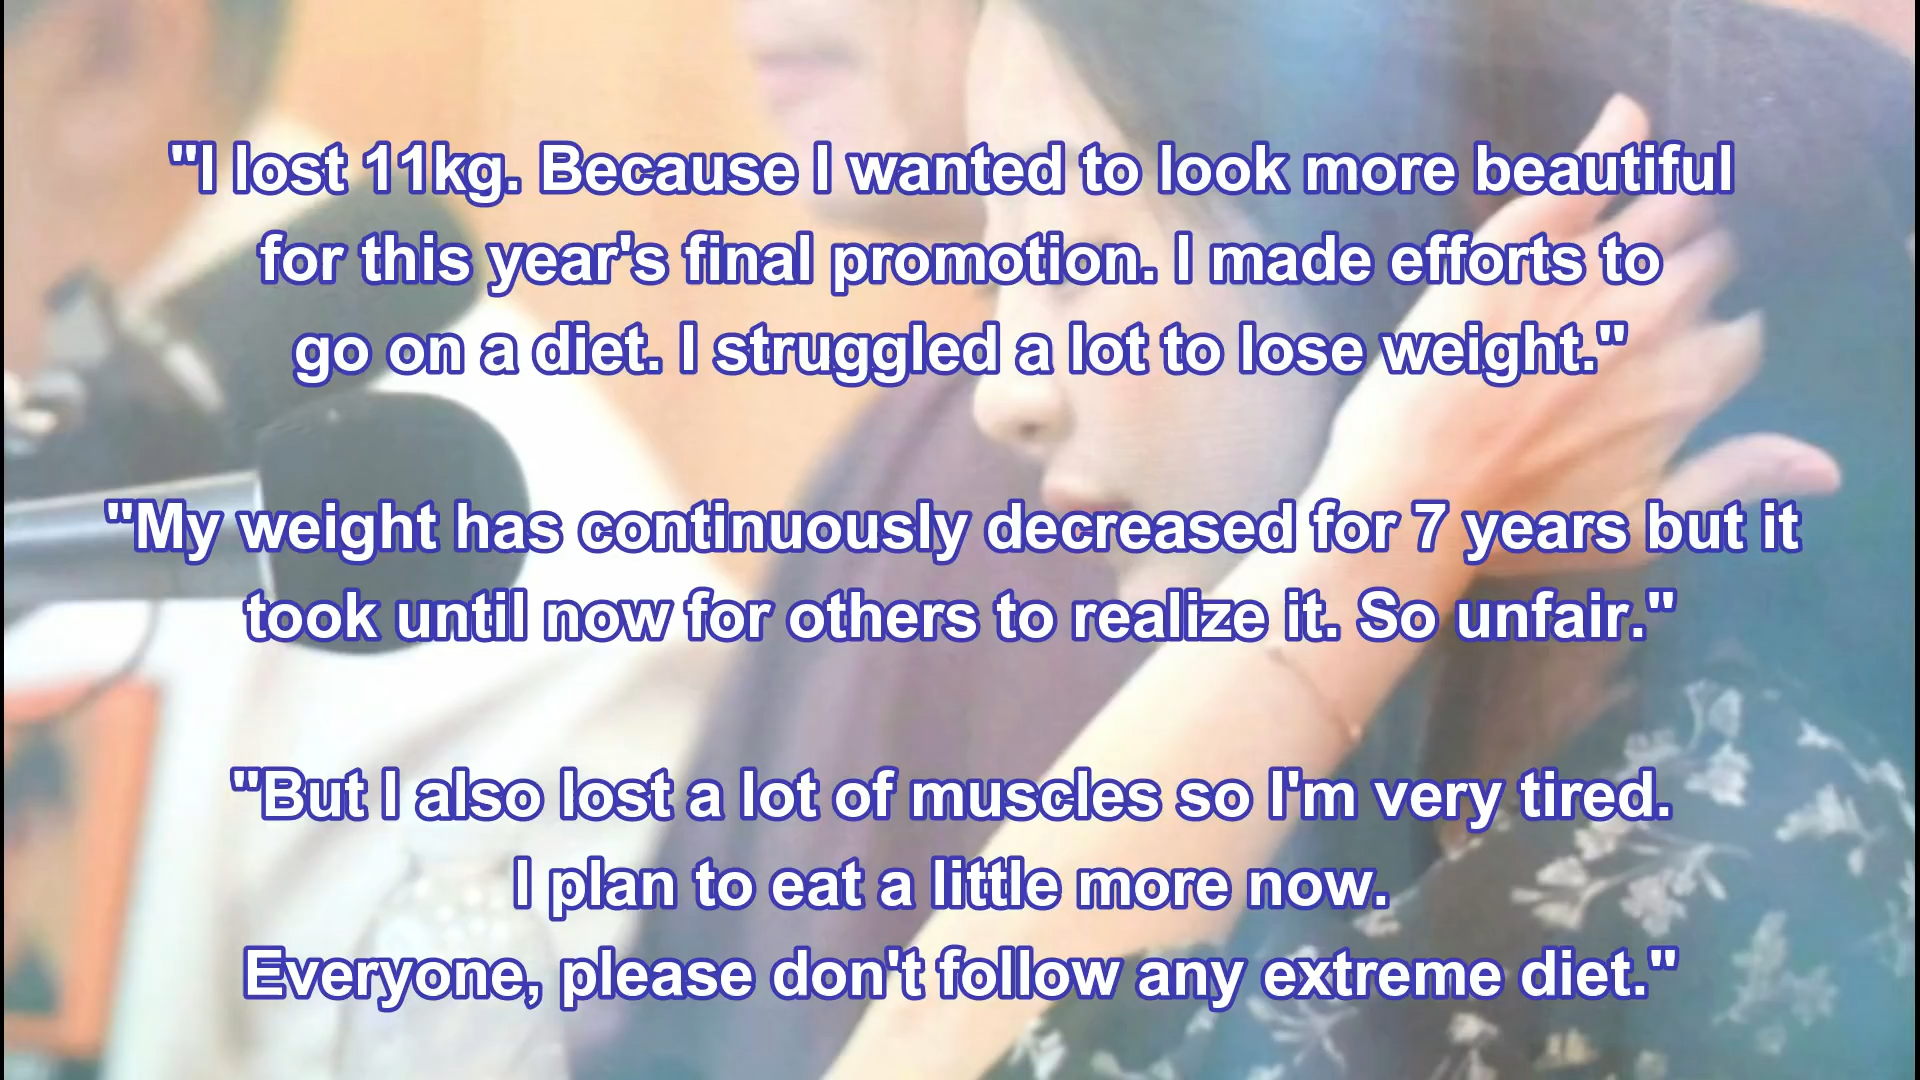 "I lost 11kg. Because I wanted to look more beautiful
for this year's final promotion. I made efforts to
go on a diet. I struggled a lot to lose weight."
"My weight has continuously decreased for 7 years but it
took until now for others to realize it. So unfair."
"But I also lost a lot of muscles so I'm very tired.
I plan to eat a little more now.
Everyone, please don't follow any extreme diet."